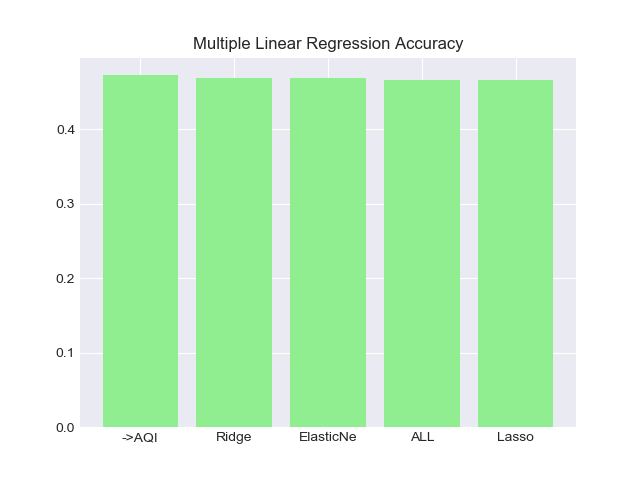 Multiple Linear Regression Accuracy
0.4
0.3
0.2
0.1
0.0
->AQI Ridge ElasticNe ALL Lasso